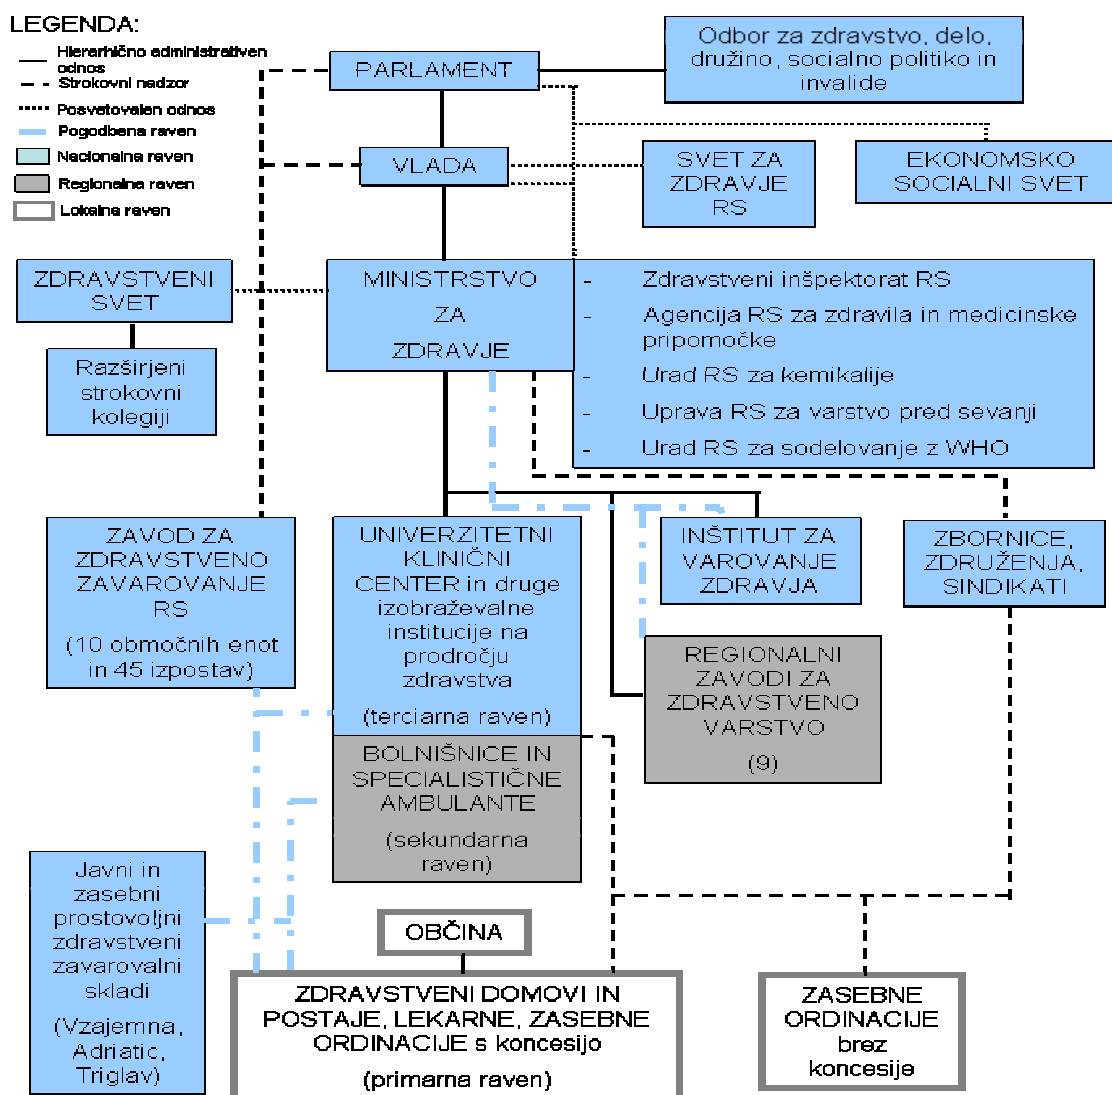 LEGENDA:
Hierarhično administrativen
odnos
Strokovni nadzor
Posvetovalen odnos
Pogodbena raven
Nacionalna raven
Regionalna raven
Lokalna raven
PARLAMENT
Odbor za zdravstvo, delo,
družino, socialno politiko in
invalide
VLADA
SVET ZA
ZDRAVJE
RS
EKONOMSKO
SOCIALNI SVET
ZDRAVSTVENI
SVET
Razširjeni
strokovni
kolegiji
MINISTRSTVO
ZA
ZDRAVJE
- Zdravstveni inšpektorat RS
- Agencija RS za zdravila in medicinske
pripomočke
- Urad RS za kemikalije
- Uprava RS za varstvo pred sevanji
- Urad RS za sodelovanje z WHO
ZAVOD ZA
ZDRAVSTVENO
ZAVAROVANJE
RS
(10 območnih enot
in 45 izpostav)
UNIVERZITETNI
KLINIČNI
CENTER in druge
izobraževalne
institucije na
prodročju
zdravstva
(terciarna raven)
INŠTITUT ZA
VAROVANJE
ZDRAVJA
ZBORNICE,
ZDRUŽENJA,
SINDIKATI
REGIONALNI
ZAVODI ZA
ZDRAVSTVENO
VARSTVO
(9)
BOLNIŠNICE IN
SPECIALISTIČNE
AMBULANTE
(sekundarna
raven)
Javni in
zasebni
prostovoljni
zdravstveni
zavarovalni
skladi
(Vzajemna,
Adriatic,
Triglav)
OBČINA
ZDRAVSTVENI DOMOVI IN
POSTAJE, LEKARNE, ZASEBNE
ORDINACIJE s koncesijo
(primarna raven)
ZASEBNE
ORDINACIJE
brez
koncesije